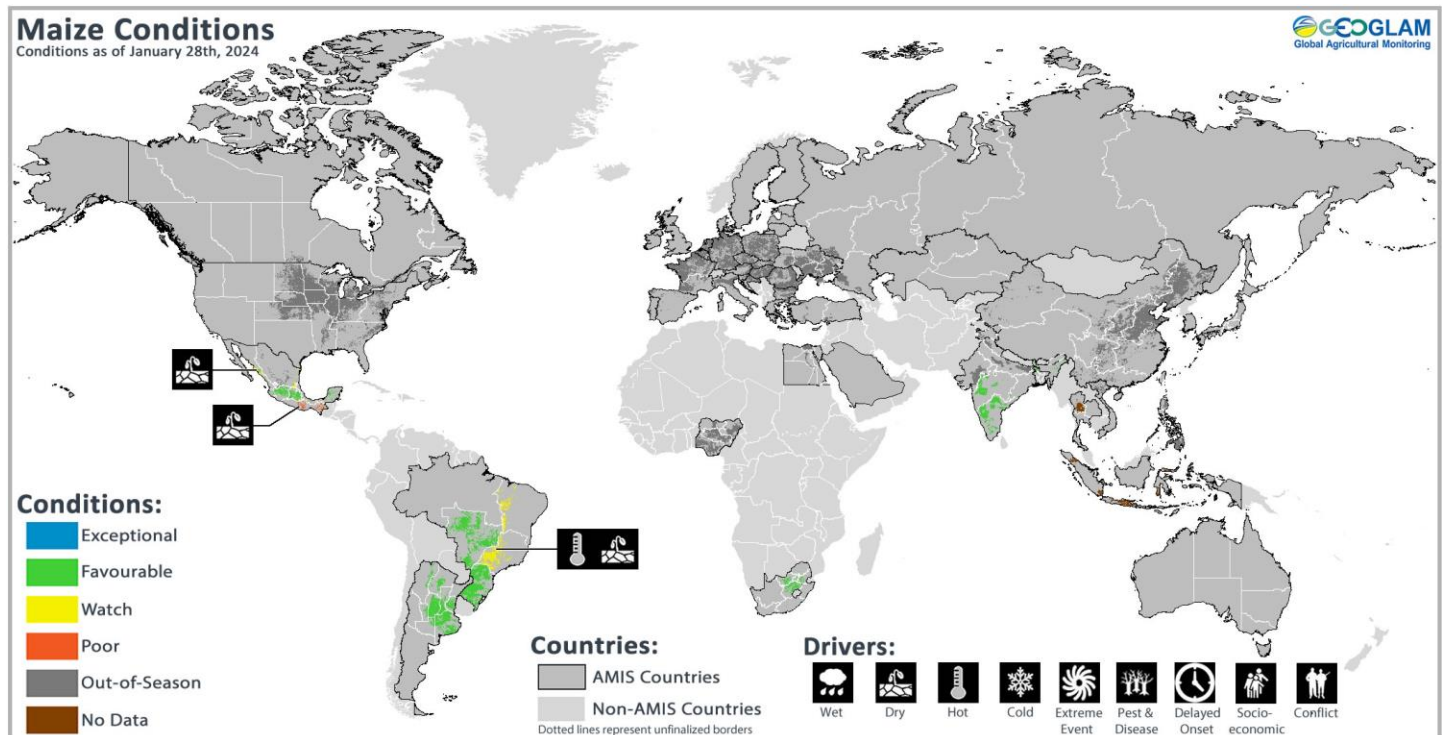 Maize Conditions
Conditions as of January 28th, 2024
GEOGLAM
Global Agricultural Monitoring
Conditions:
Exceptional
Favourable
Watch
Poor
Out-of-Season
No Data
Countries:
AMIS Countries
Non-AMIS Countries
Dotted lines represent unfinalized borders
Drivers:
Wet
Dry
Hot
Cold
Extreme
Event
Pest &
Disease
Delayed
Onset
Socio-
economic
Conflict